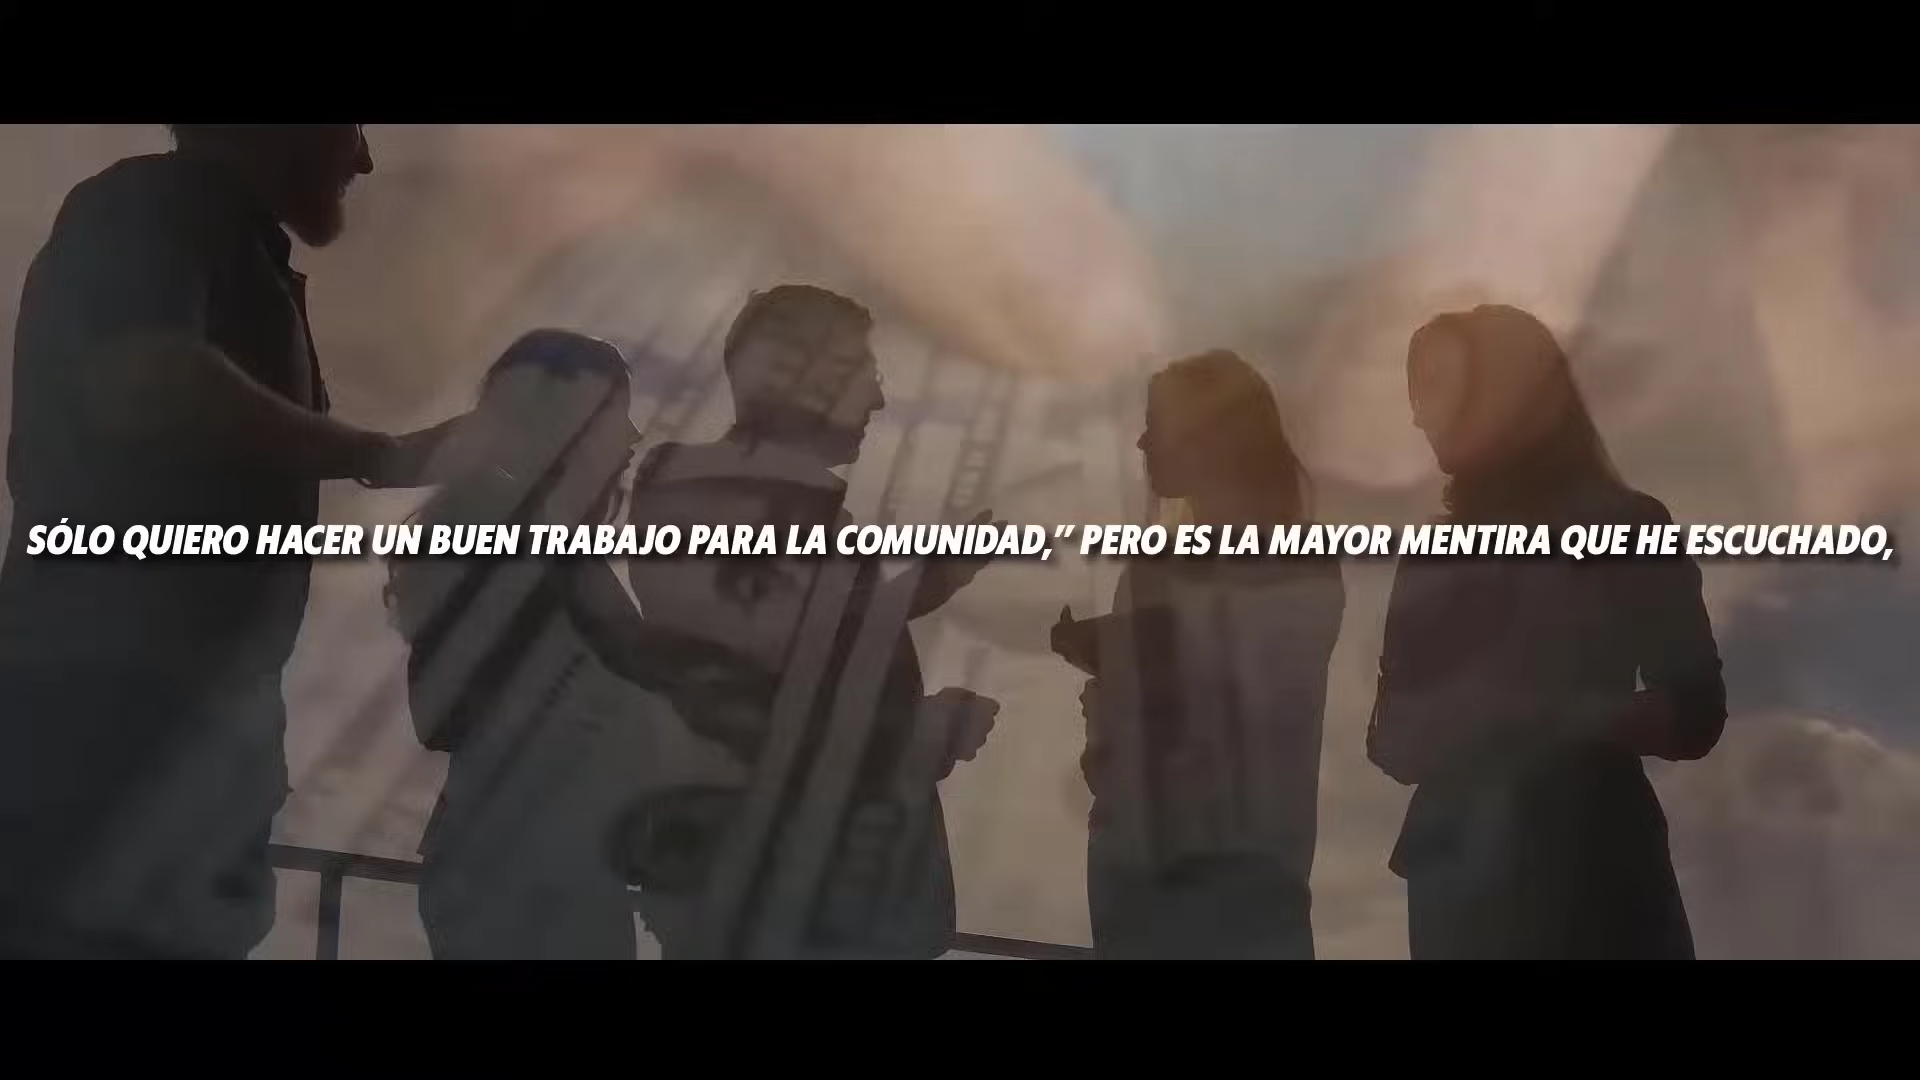 SÓLO QUIERO HACER UN BUEN TRABAJO PARA LA COMUNIDAD,” PERO ES LA MAYOR MENTIRA QUE HE ESCUCHADO,